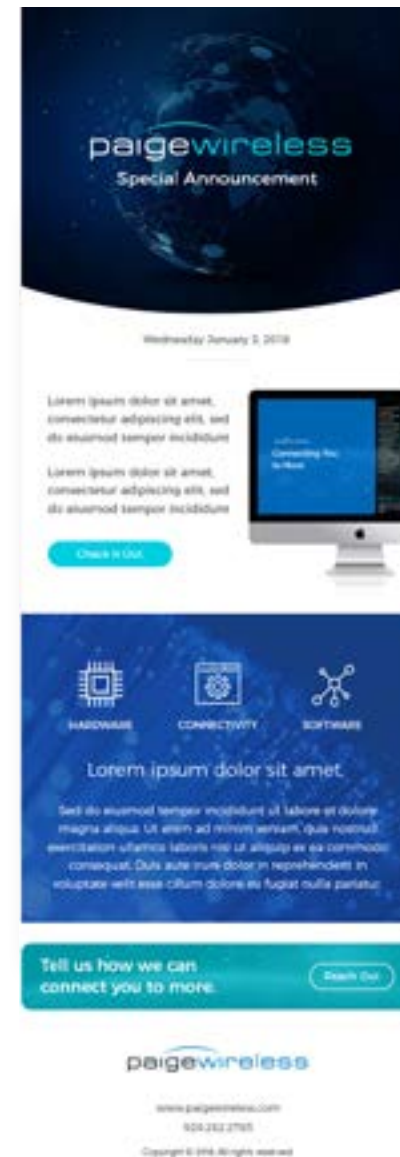 paigewireless
Special Announcement
Wednesday January 3, 2018
Lorem ipsum dolor sit amet,
consectetur adipiscing elit, sed
do eiusmod tempor incididunt
Lorem ipsum dolor sit amet,
consectetur adipiscing elit, sed
do eiusmod tempor incididunt
Connecting You
to More
Check It Out
HARDWARE
CONNECTIVITY
SOFTWARE
Lorem ipsum dolor sit amet
Sed do eiusmod tempor incididunt ut labore et dolore
magna aliqua. Ut enim ad minim veniam, quis nostrud
exercitation ullamco laboris nisi ut aliquip ex ea commodo
consequat. Duis aute irure dolor in reprehenderit in
voluptate velit esse cillum dolore eu fugiat nulla pariatur.
Tell us how we can
connect you to more.
Reach Out
paigewireless
www.paigewireless.com
Copyright © 2018. All rights reserved